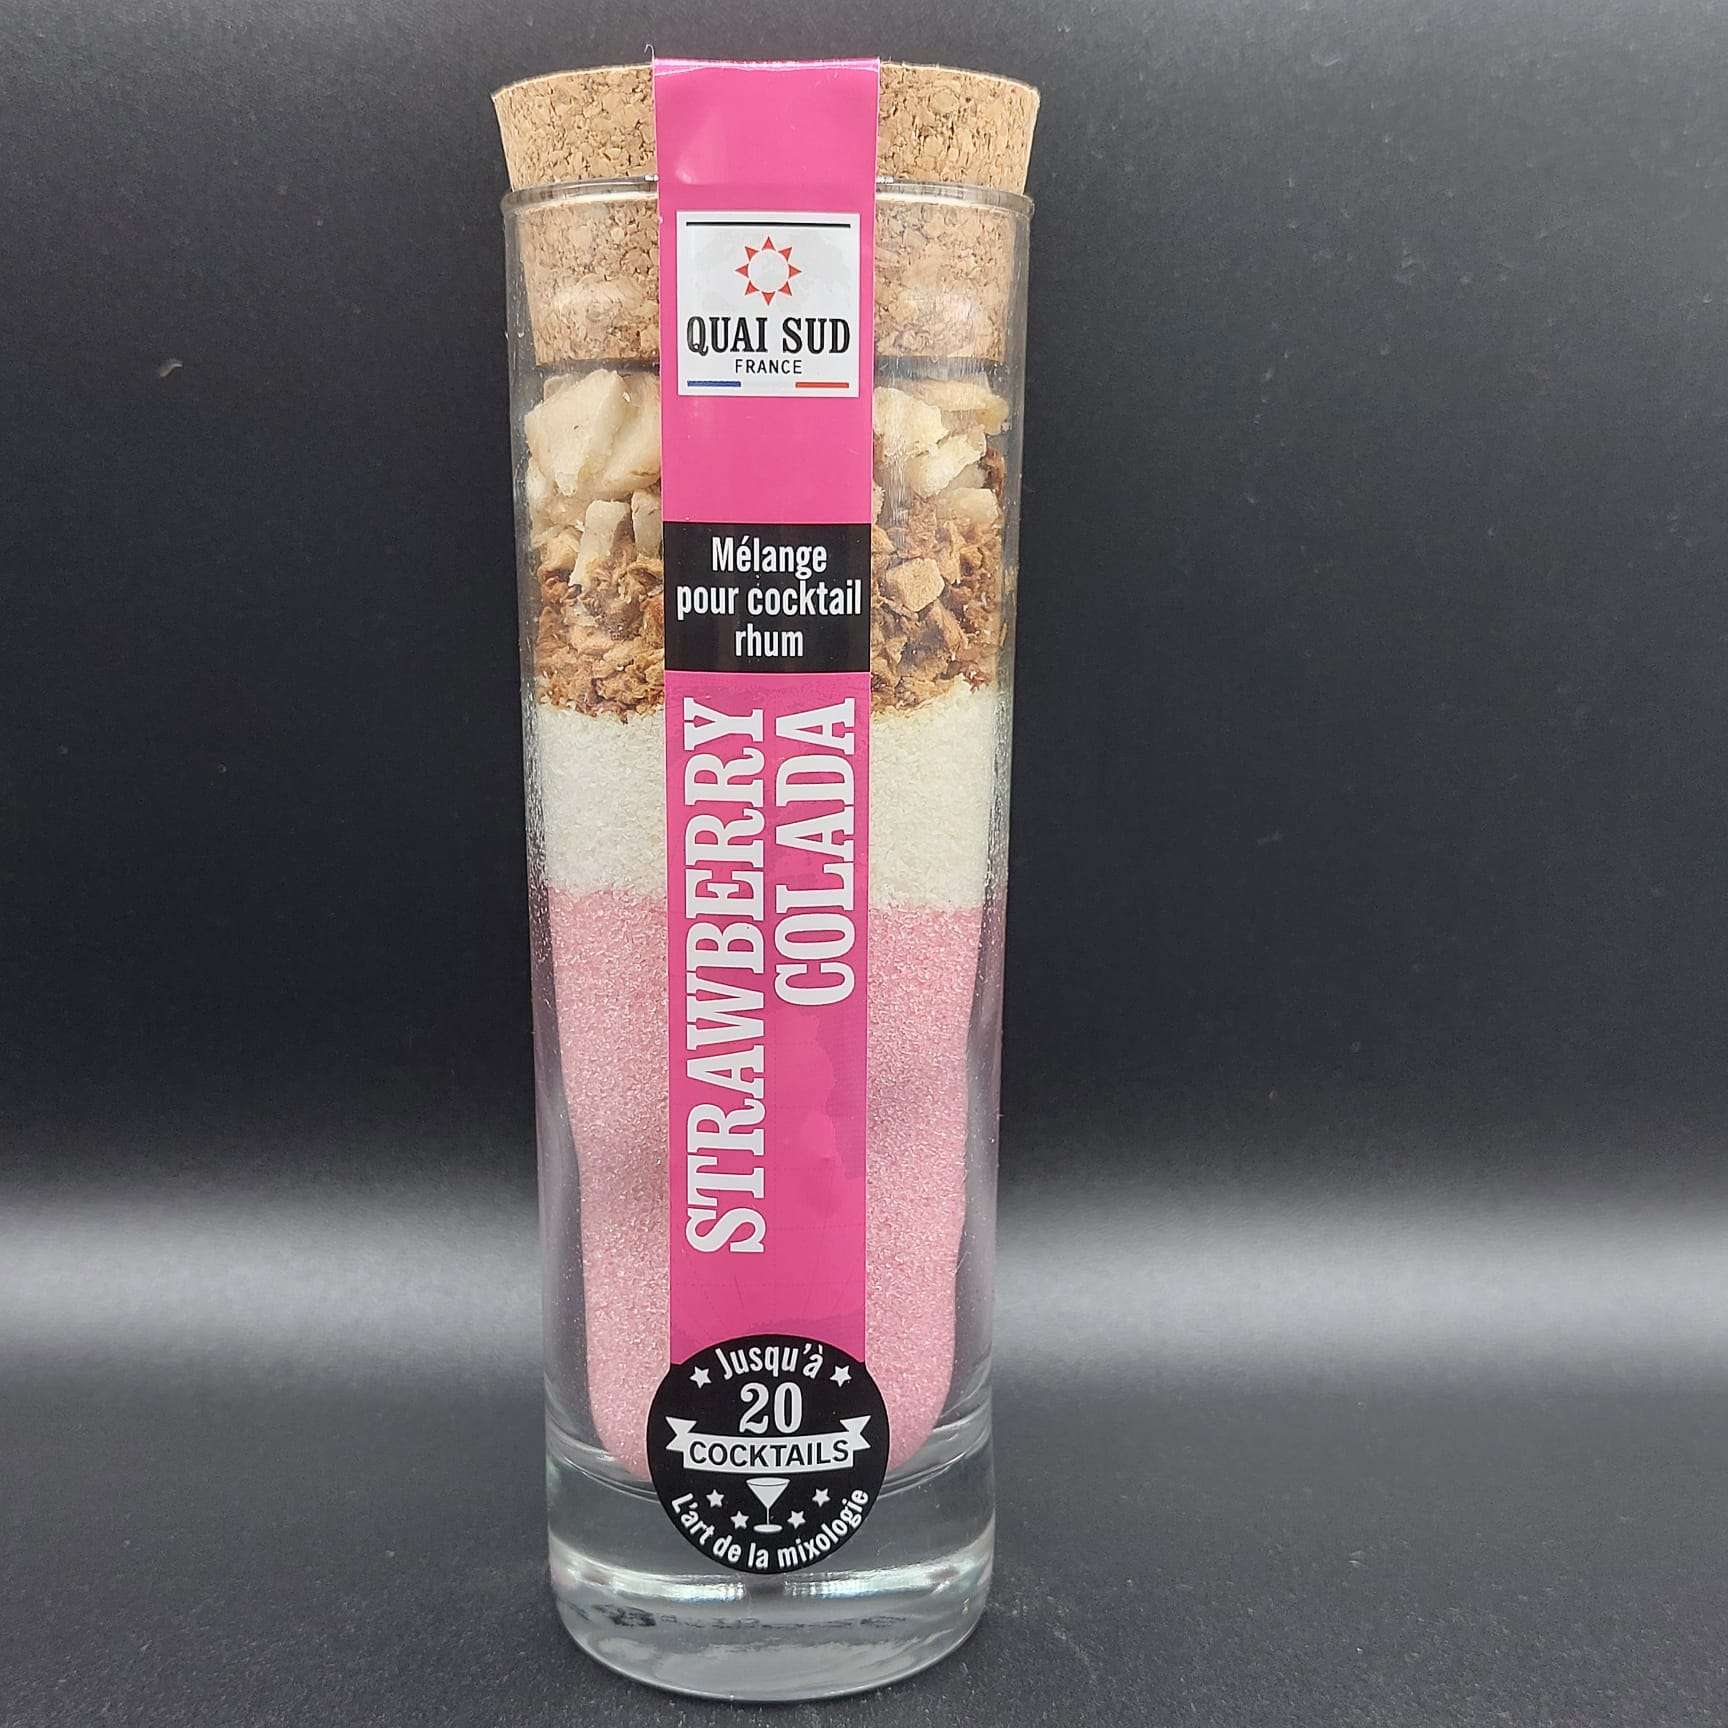 QUAI SUD
FRANCE
Mélange
pour cocktail
rhum
STRAWBERRY
COLADA
Jusqu'à
20
COCKTAILS
L'art de la mixologie